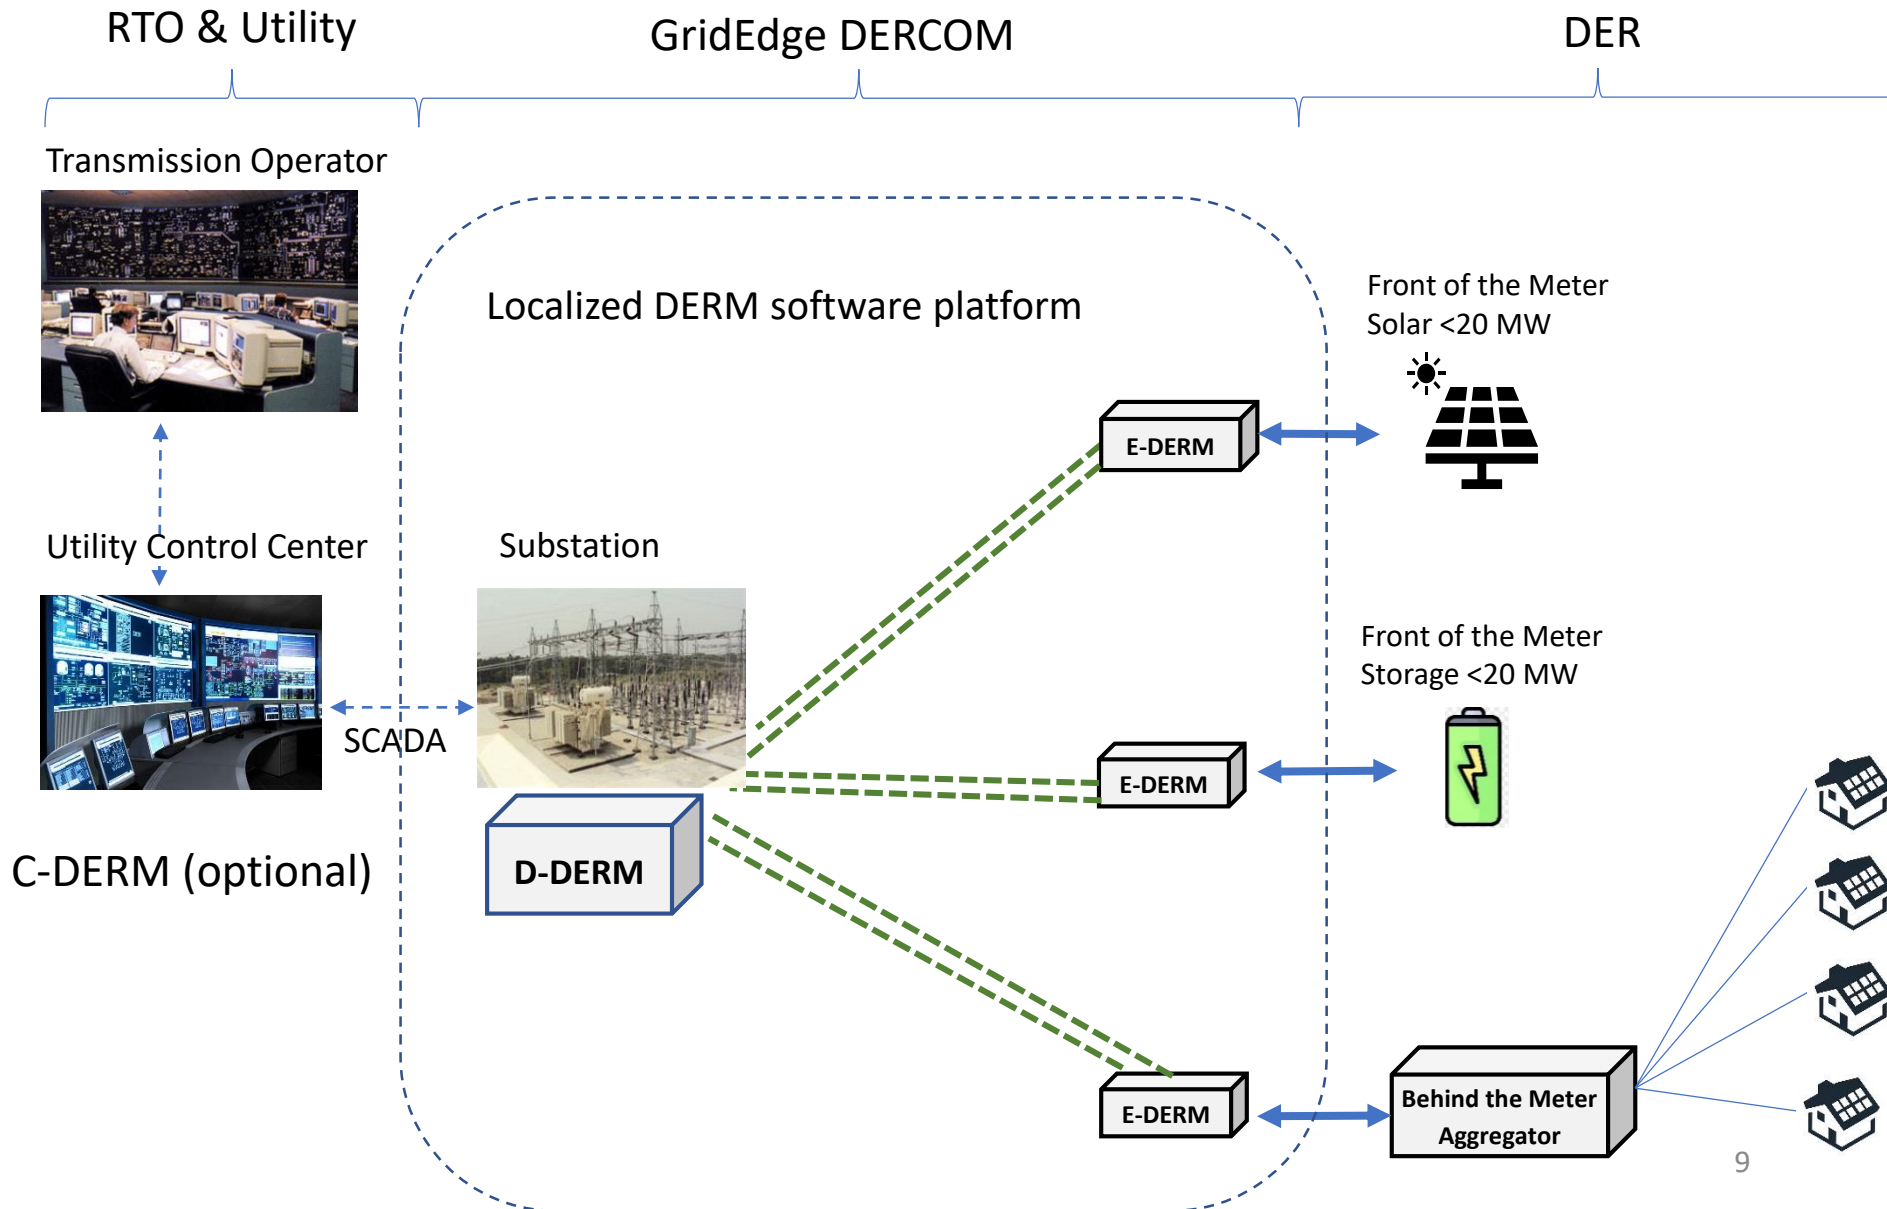 RTO & Utility
GridEdge DERCOM
DER
Transmission Operator
Localized DERM software platform
Front of the Meter
Solar <20 MW
E-DERM
Utility Control Center
Substation
Front of the Meter
Storage <20 MW
SCADA
E-DERM
C-DERM (optional)
D-DERM
E-DERM
Behind the Meter
Aggregator
9